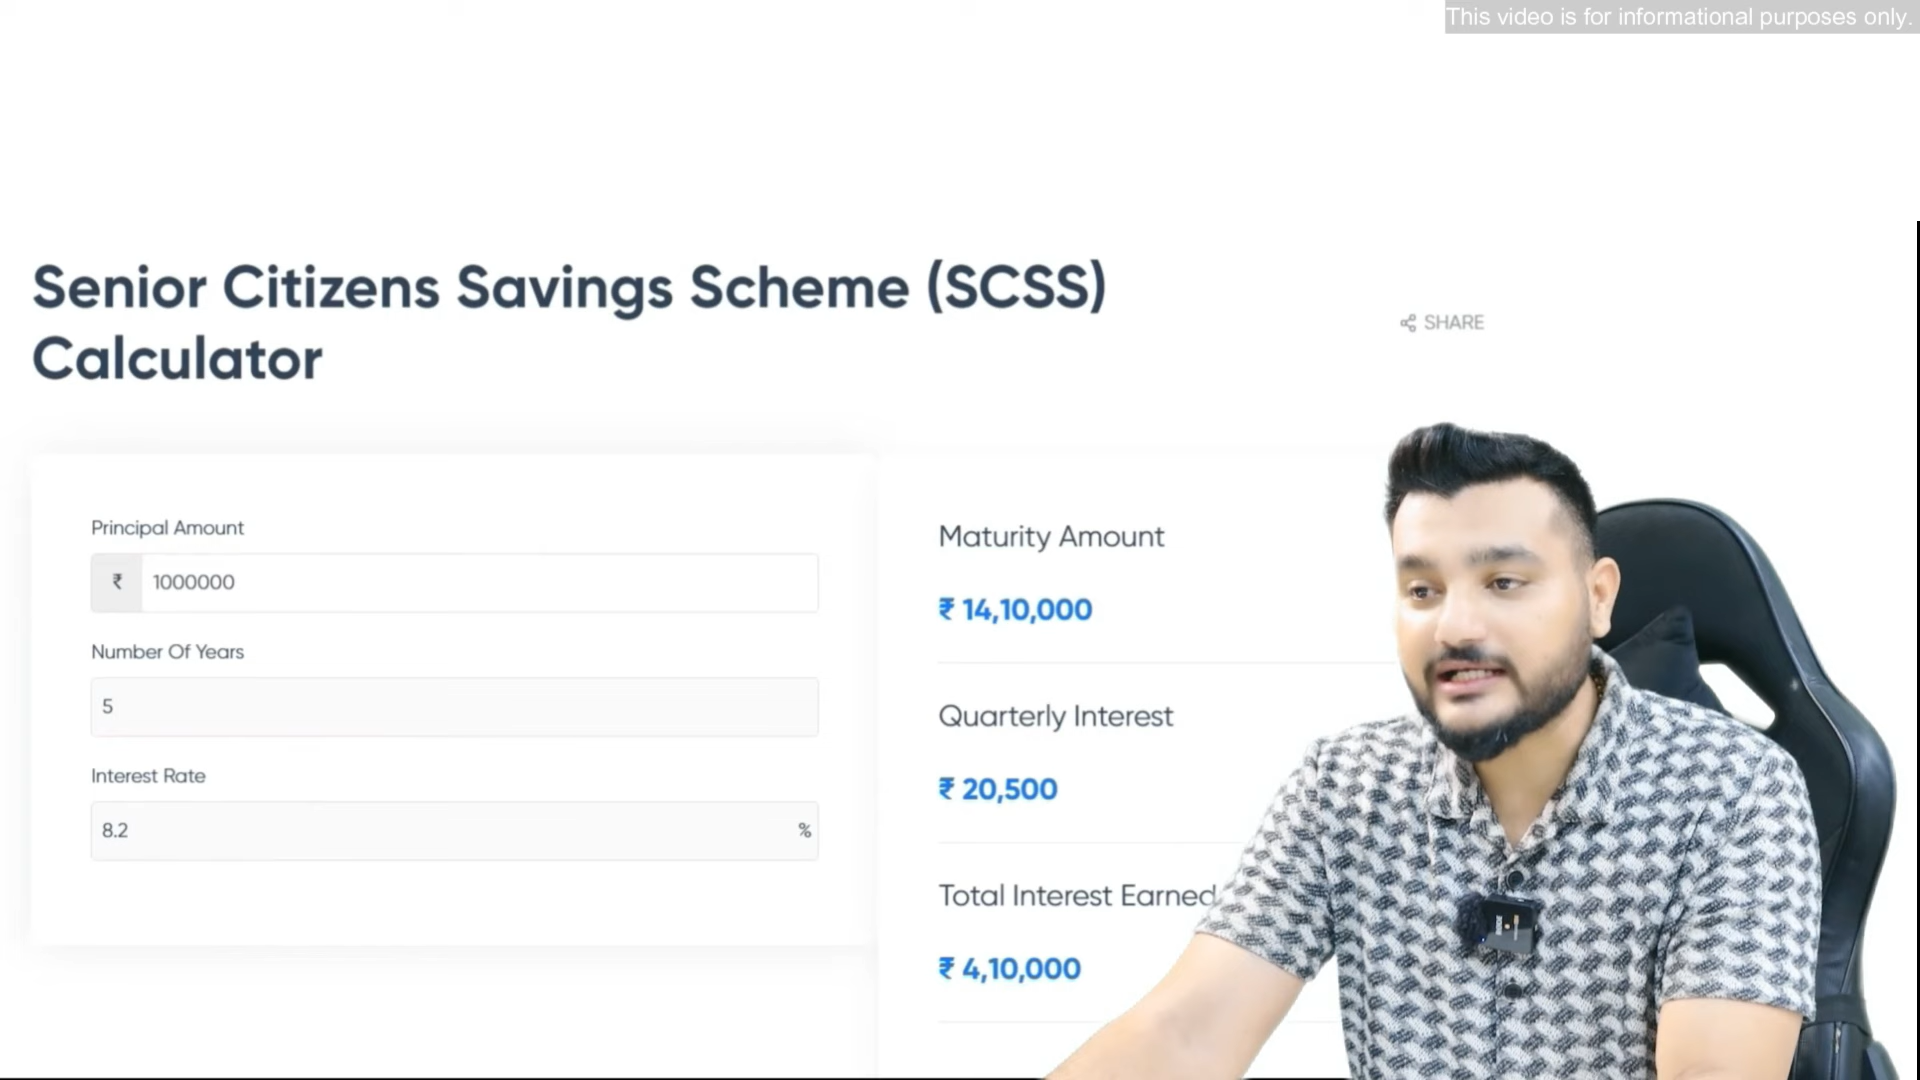 This video is for informational purposes only.
Senior Citizens Savings Scheme (SCSS)
Calculator
SHARE
Principal Amount
₹ 1000000
Number Of Years
5
Interest Rate
8.2 %
Maturity Amount
₹ 14,10,000
Quarterly Interest
₹ 20,500
Total Interest Earned
₹ 4,10,000